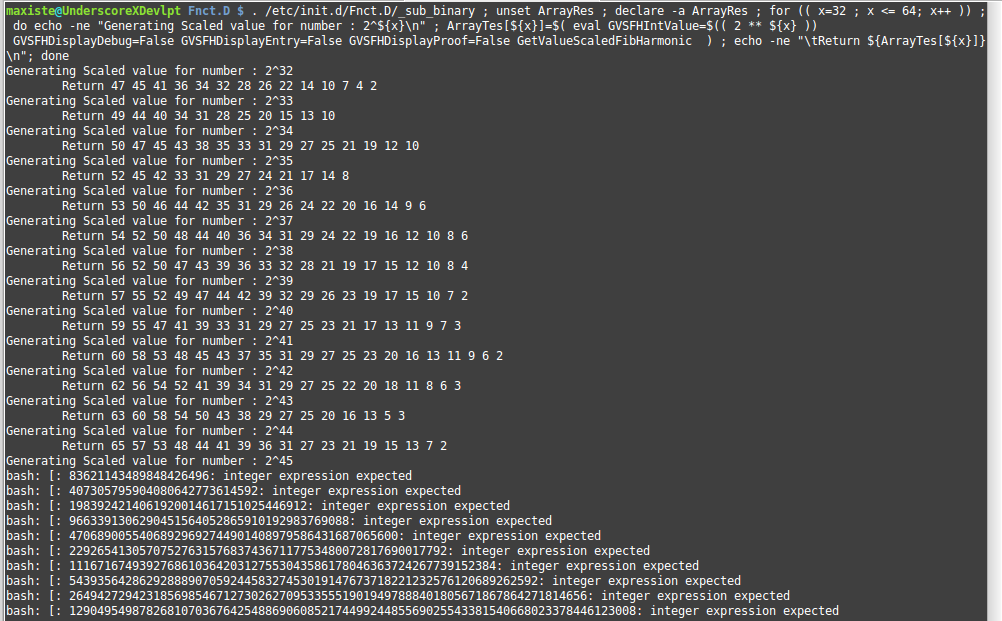 maxiste@UnderscoreXDevlpt Fnct.D $ . /etc/init.d/Fnct.D/_sub_binary ; unset ArrayRes ; declare -a ArrayRes ; for (( x=32 ; x <= 64; x++ )) ;
do echo -ne "Generating Scaled value for number : 2^${x}\n" ; ArrayTes[${x}]=$( eval GVSFHIntValue=$(( 2 ** ${x} ))
GVSFHDisplayDebug=False GVSFHDisplayEntry=False GVSFHDisplayProof=False GetValueScaledFibHarmonic ) ; echo -ne "\tReturn ${ArrayTes[${x}]}
\n"; done
Generating Scaled value for number : 2^32
Return 47 45 41 36 34 32 28 26 22 14 10 7 4 2
Generating Scaled value for number : 2^33
Return 49 44 40 34 31 28 25 20 15 13 10
Generating Scaled value for number : 2^34
Return 50 47 45 43 38 35 33 31 29 27 25 21 19 12 10
Generating Scaled value for number : 2^35
Return 52 45 42 33 31 29 27 24 21 17 14 8
Generating Scaled value for number : 2^36
Return 53 50 46 44 42 35 31 29 26 24 22 20 16 14 9 6
Generating Scaled value for number : 2^37
Return 54 52 50 48 44 40 36 34 31 29 24 22 19 16 12 10 8 6
Generating Scaled value for number : 2^38
Return 56 52 50 47 43 39 36 33 32 28 21 19 17 15 12 10 8 4
Generating Scaled value for number : 2^39
Return 57 55 52 49 47 44 42 39 32 29 26 23 19 17 15 10 7 2
Generating Scaled value for number : 2^40
Return 59 55 47 41 39 33 31 29 27 25 23 21 17 13 11 9 7 3
Generating Scaled value for number : 2^41
Return 60 58 53 48 45 43 37 35 31 29 27 25 23 20 16 13 11 9 6 2
Generating Scaled value for number : 2^42
Return 62 56 54 52 41 39 34 31 29 27 25 22 20 18 11 8 6 3
Generating Scaled value for number : 2^43
Return 63 60 58 54 50 43 38 29 27 25 20 16 13 5 3
Generating Scaled value for number : 2^44
Return 65 57 53 48 44 41 39 36 31 27 23 21 19 15 13 7 2
Generating Scaled value for number : 2^45
bash: [: 83621143489848426496: integer expression expected
bash: [: 407305795904080642773614592: integer expression expected
bash: [: 198392421406192001461715102544​6912: integer expression expected
bash: [: 9663391306290451564052865910192983769088: integer expression expected
bash: [: 47068900554068929692744901408979586431687065600: integer expression expected
bash: [: 229265413057075276315768374367117753480072817690017792: integer expression expected
bash: [: 1116716749392768610364203127553043586178046363724267739152384: integer expression expected
bash: [: 5439356428629288890705924458327453019147673718221232576120689262592: integer expression expected
bash: [: 26494272942318569854671273026270953355519019497888401805671867864271814656: integer expression expected
bash: [: 129049549878268107036764254886906085217449924485569025543381540668023378446123008: integer expression expected